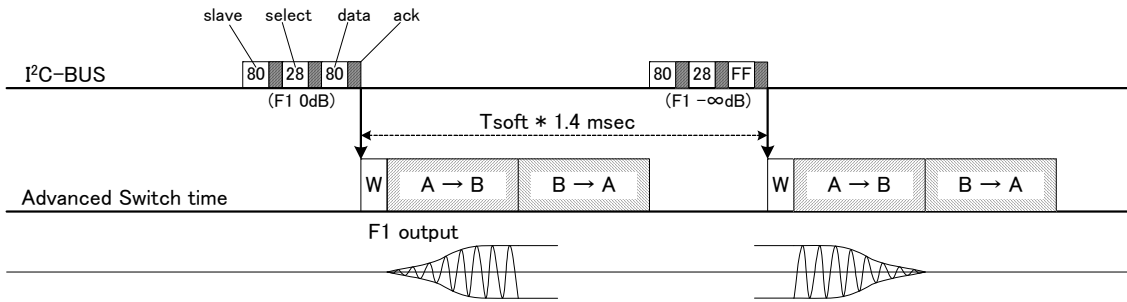 slave select data ack
I²C-BUS 80 28 80 80 28 FF
(F1 0dB) (F1 -∞dB)
Tsoft * 1.4 msec
Advanced Switch time W A → B B → A W A → B B → A
F1 output